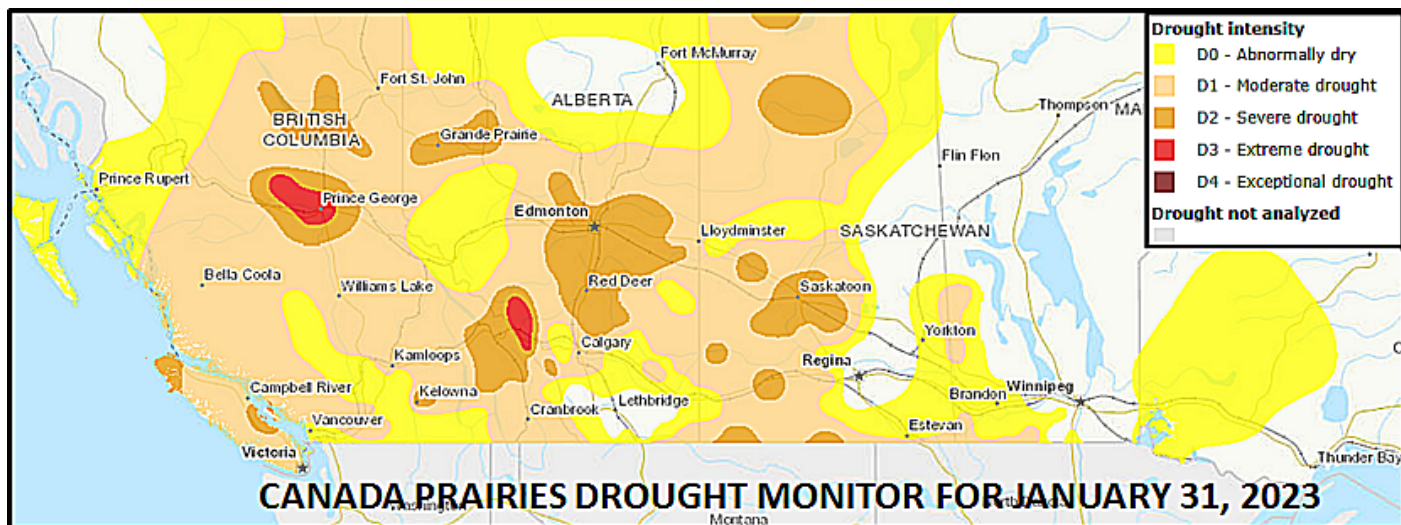 Drought intensity
D0 - Abnormally dry
D1 - Moderate drought
D2 - Severe drought
D3 - Extreme drought
D4 - Exceptional drought
Drought not analyzed
Fort McMurray
Fort St. John
ALBERTA
Thompson
MA
BRITISH
COLUMBIA
Grande Prairie
Flin Flon
Prince Rupert
Prince George
Edmonton
Lloydminster
SASKATCHEWAN
Bella Coola
Williams Lake
Red Deer
Saskatoon
Yorkton
Calgary
Kamloops
Regina
Campbell River
Kelowna
Cranbrook
Lethbridge
Brandon
Winnipeg
Vancouver
Estevan
Victoria
Thunder Bay
CANADA PRAIRIES DROUGHT MONITOR FOR JANUARY 31, 2023
Washington
Montana